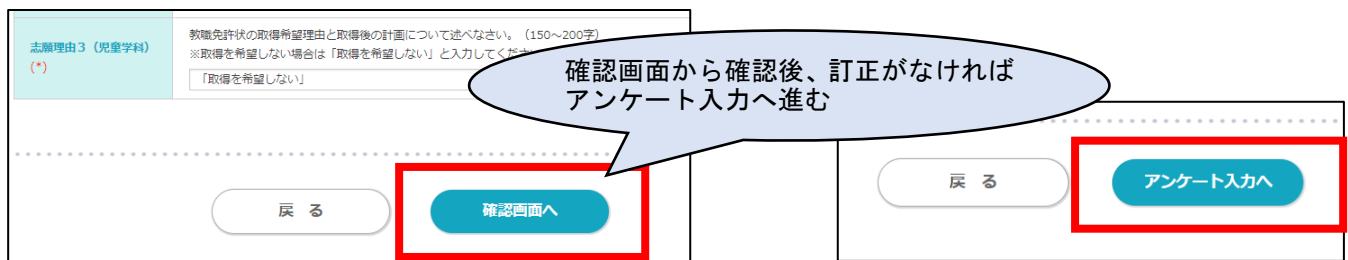 志願理由３（児童学科）
(*)
教職免許状の取得希望理由と取得後の計画について述べなさい。（150～200字）
※取得を希望しない場合は「取得を希望しない」と入力してくださ
「取得を希望しない」
確認画面から確認後、訂正がなければ
アンケート入力へ進む
戻 る
確認画面へ
戻 る
アンケート入力へ